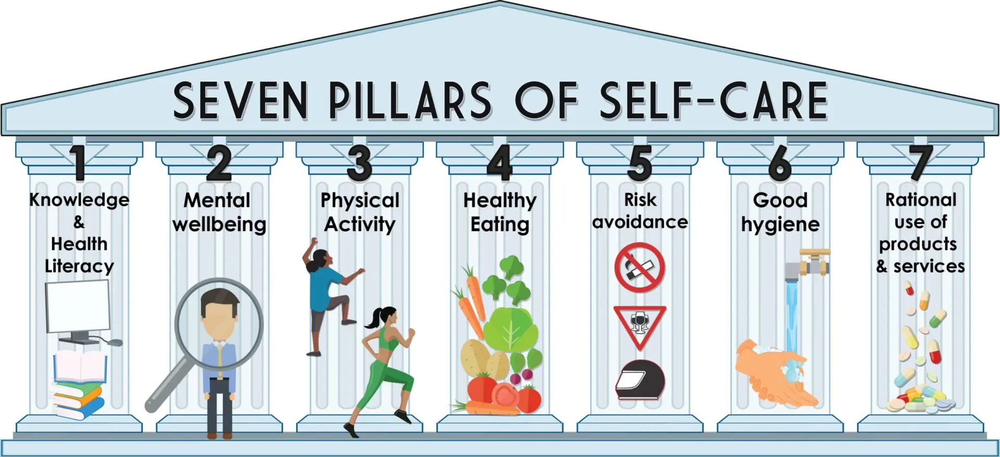 SEVEN PILLARS OF SELF-CARE
1
Knowledge
&
Health
Literacy
2
Mental
wellbeing
3
Physical
Activity
4
Healthy
Eating
5
Risk
avoidance
6
Good
hygiene
7
Rational
use of
products
& services